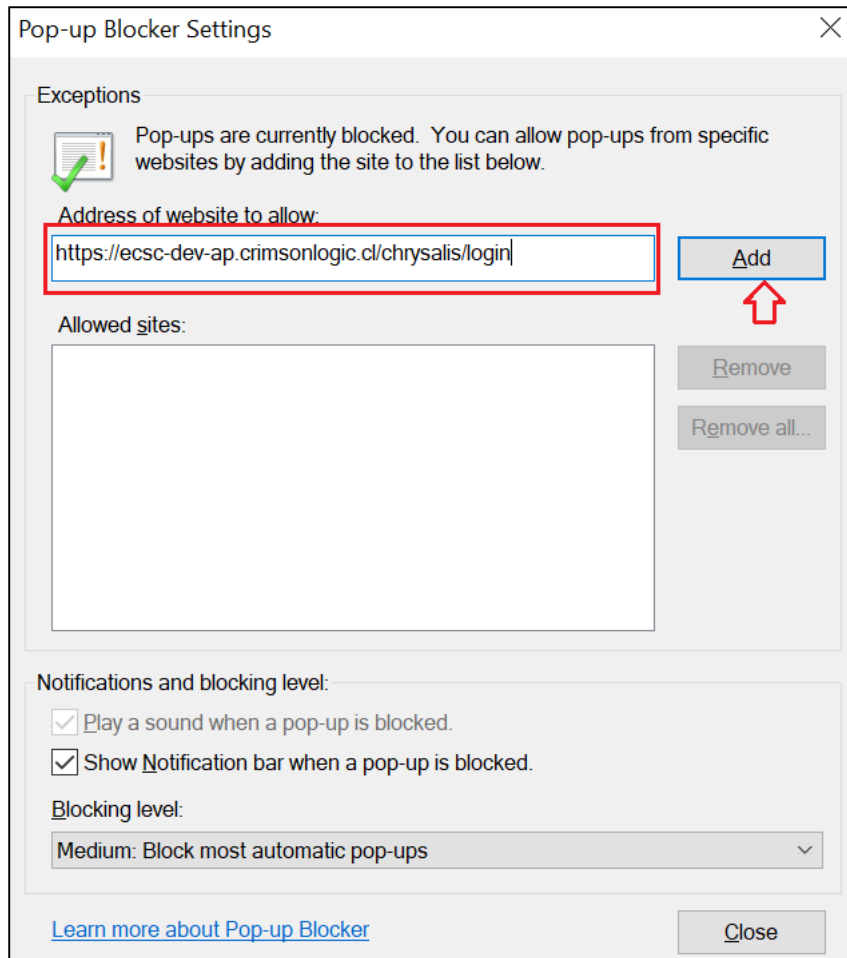 Pop-up Blocker Settings
Exceptions
Pop-ups are currently blocked.  You can allow pop-ups from specific
websites by adding the site to the list below.
Address of website to allow:
https://ecsc-dev-ap.crimsonlogic.cl/chrysalis/login
Add
Allowed sites:
Remove
Remove all...
Notifications and blocking level:
Play a sound when a pop-up is blocked.
Show Notification bar when a pop-up is blocked.
Blocking level:
Medium: Block most automatic pop-ups
Learn more about Pop-up Blocker
Close